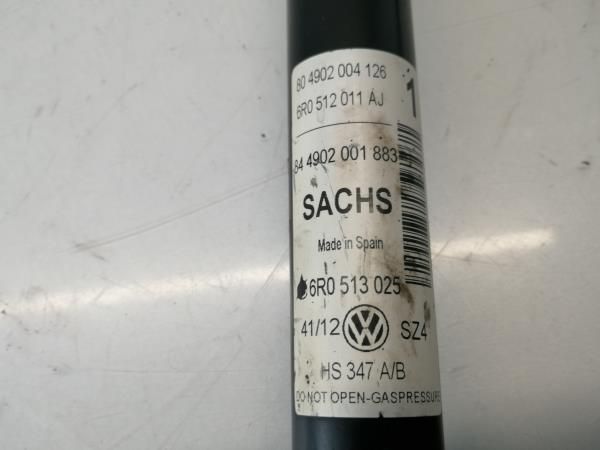 80 4902 004 126
6R0 512 011 AJ
1
84 4902 001 883
SACHS
Made in Spain
6R0 513 025
41/12 VW SZ4
HS 347 A/B
DO NOT OPEN-GASPRESSURE